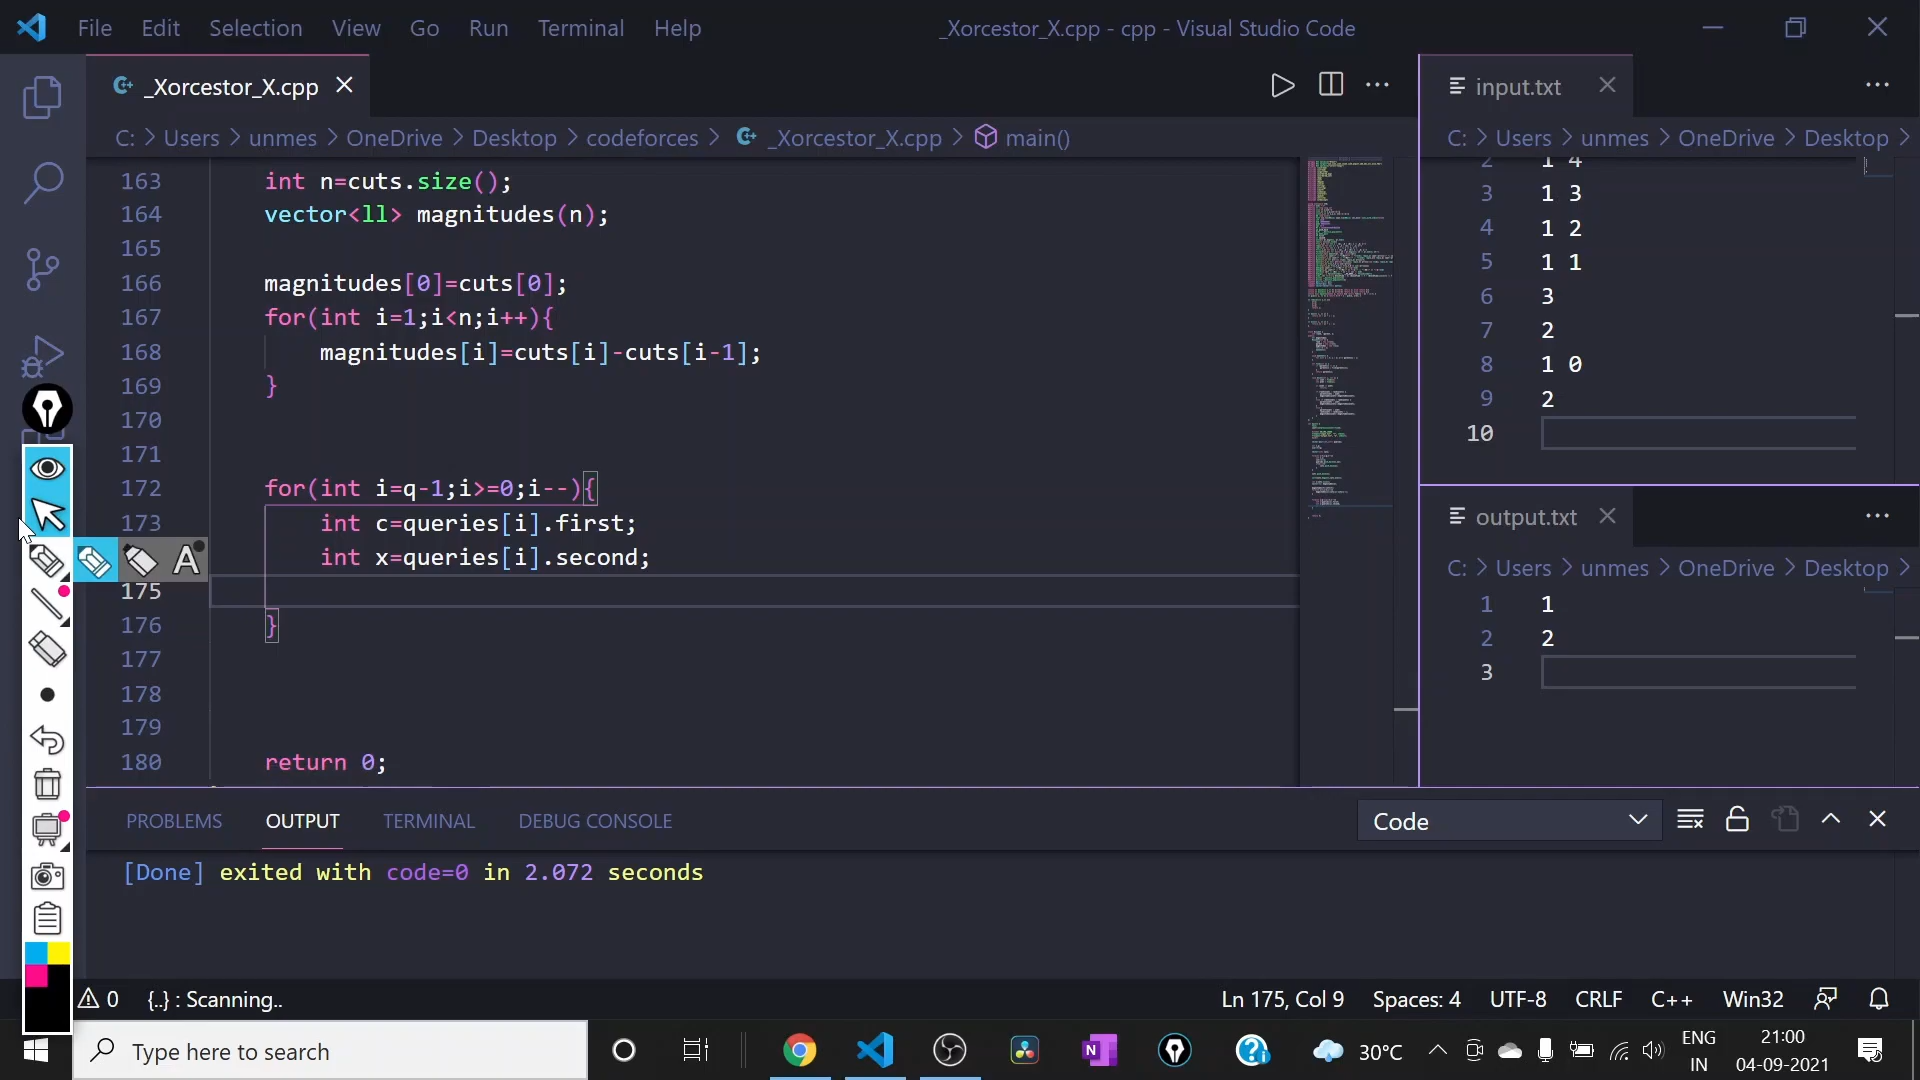 File Edit Selection View Go Run Terminal Help
_Xorcestor_X.cpp - cpp - Visual Studio Code
_Xorcestor_X.cpp
C: > Users > unmes > OneDrive > Desktop > codeforces > _Xorcestor_X.cpp > main()
163 int n=cuts.size();
164 vector<ll> magnitudes(n);
165
166 magnitudes[0]=cuts[0];
167 for(int i=1;i<n;i++){
168 magnitudes[i]=cuts[i]-cuts[i-1];
169 }
170
171
172 for(int i=q-1;i>=0;i--){
173 int c=queries[i].first;
int x=queries[i].second;
175
176 }
177
178
179
180 return 0;
input.txt
C: > Users > unmes > OneDrive > Desktop >
2 1 4
3 1 3
4 1 2
5 1 1
6 3
7 2
8 1 0
9 2
10
output.txt
C: > Users > unmes > OneDrive > Desktop >
1 1
2 2
3
A
PROBLEMS OUTPUT TERMINAL DEBUG CONSOLE
Code
[Done] exited with code=0 in 2.072 seconds
0 {..} : Scanning..
Ln 175, Col 9 Spaces: 4 UTF-8 CRLF C++ Win32
Type here to search
N
30°C
ENG
IN
21:00
04-09-2021